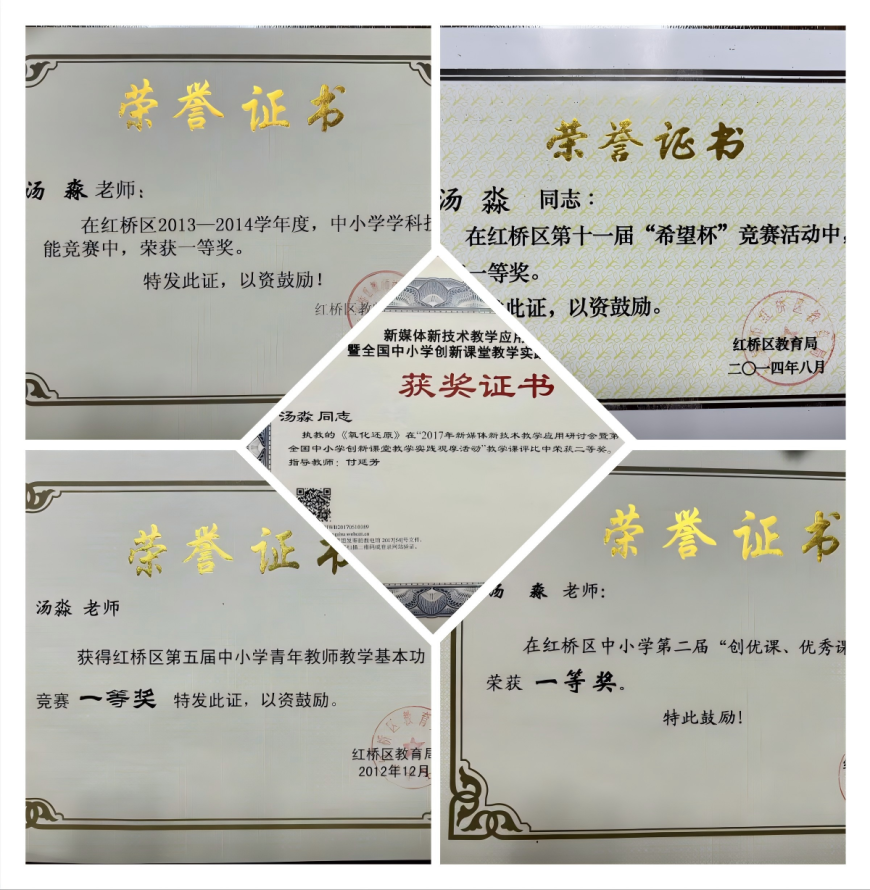 荣誉证书
汤 淼 老师：
在红桥区2013—2014学年度，中小学学科技
能竞赛中，荣获一等奖。
特发此证，以资鼓励！
红桥区教
荣誉证书
汤 淼 同志：
在红桥区第十一届“希望杯”竞赛活动中，
一等奖。
此证，以资鼓励。
红桥区教育局
二〇一四年八月
新媒体新技术教学应用
暨全国中小学创新课堂教学实践
获奖证书
汤淼 同志
执教的《氧化还原》在“2017年新媒体新技术教学应用研讨会暨第
全国中小学创新课堂教学实践观摩活动”教学课评比中荣获二等奖。
指导教师：付廷芳
荣誉证书
汤淼 老师
获得红桥区第五届中小学青年教师教学基本功
竞赛 一等奖 特发此证，以资鼓励。
红桥区教育局
2012年12月
荣誉证书
汤 淼 老师：
在红桥区中小学第二届“创优课、优秀课
荣获 一等奖。
特此鼓励！